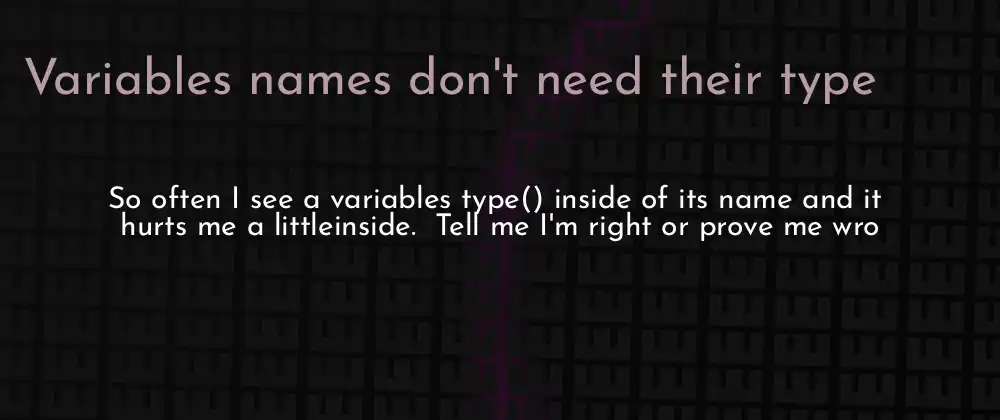 Variables names don't need their type
So often I see a variables type() inside of its name and it
hurts me a littleinside. Tell me I'm right or prove me wro